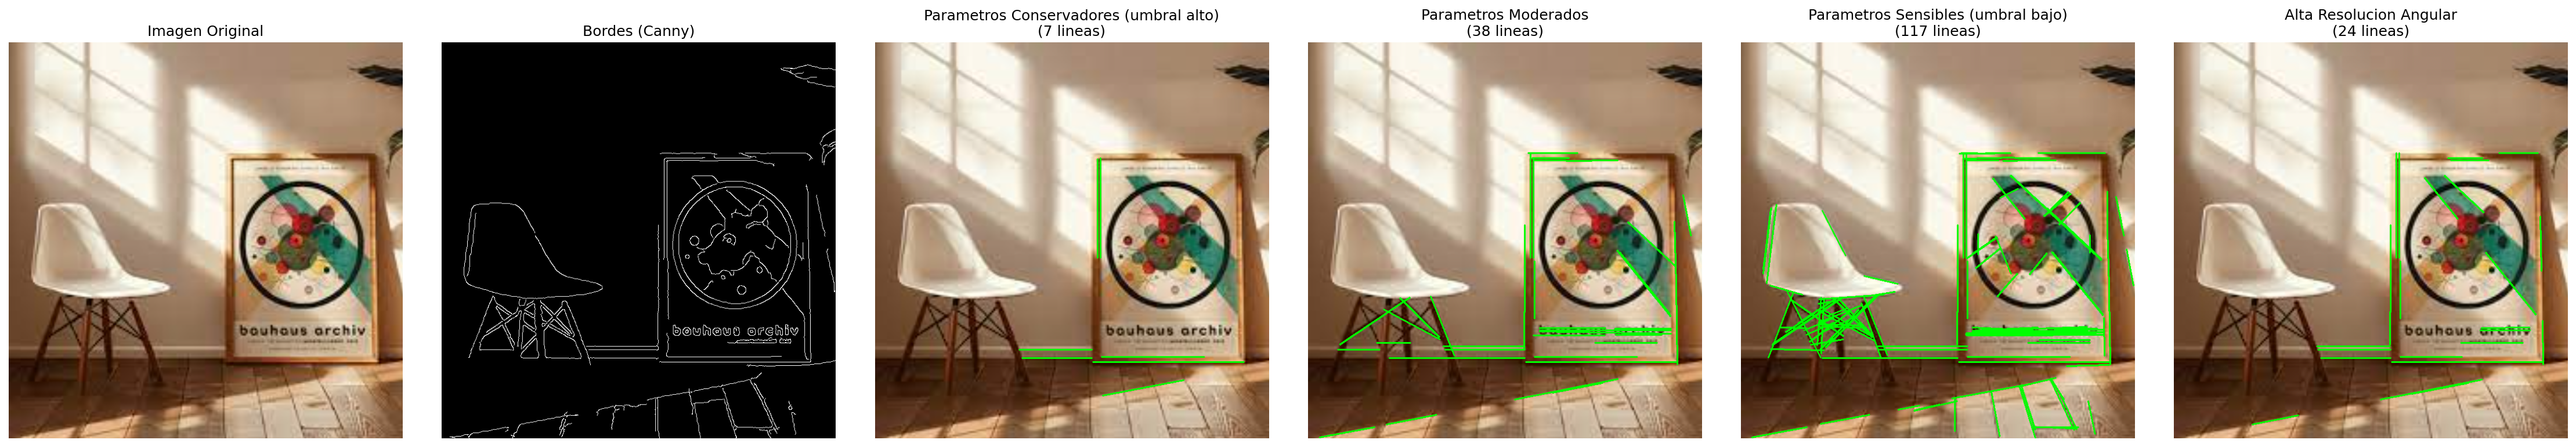 Imagen Original
Bordes (Canny)
Parametros Conservadores (umbral alto)
(7 lineas)
Parametros Moderados
(38 lineas)
Parametros Sensibles (umbral bajo)
(117 lineas)
Alta Resolucion Angular
(24 lineas)
bauhaus archiv
bauhaus archiv
bauhaus archiv
bauhaus archiv
bauhaus archiv